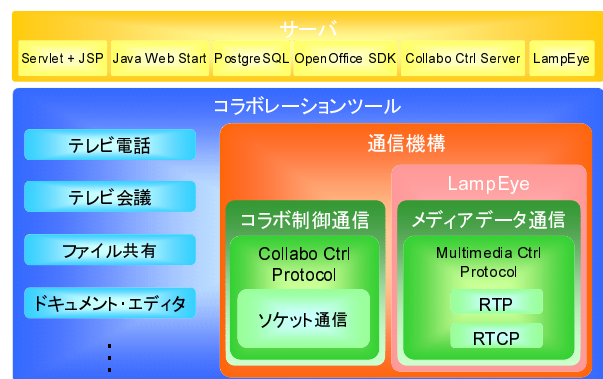 サーバ
Servlet + JSP
Java Web Start
PostgreSQL
OpenOffice SDK
Collabo Ctrl Server
LampEye
コラボレーションツール
テレビ電話
テレビ会議
ファイル共有
ドキュメント・エディタ
通信機構
コラボ制御通信
Collabo Ctrl
Protocol
ソケット通信
LampEye
メディアデータ通信
Multimedia Ctrl
Protocol
RTP
RTCP